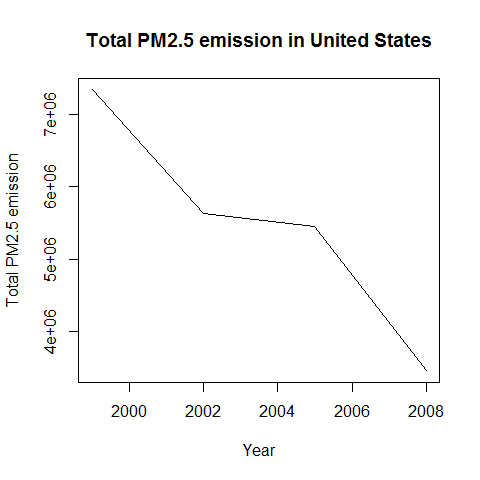 Total PM2.5 emission in United States
Total PM2.5 emission
7e+06
6e+06
5e+06
4e+06
2000 2002 2004 2006 2008
Year